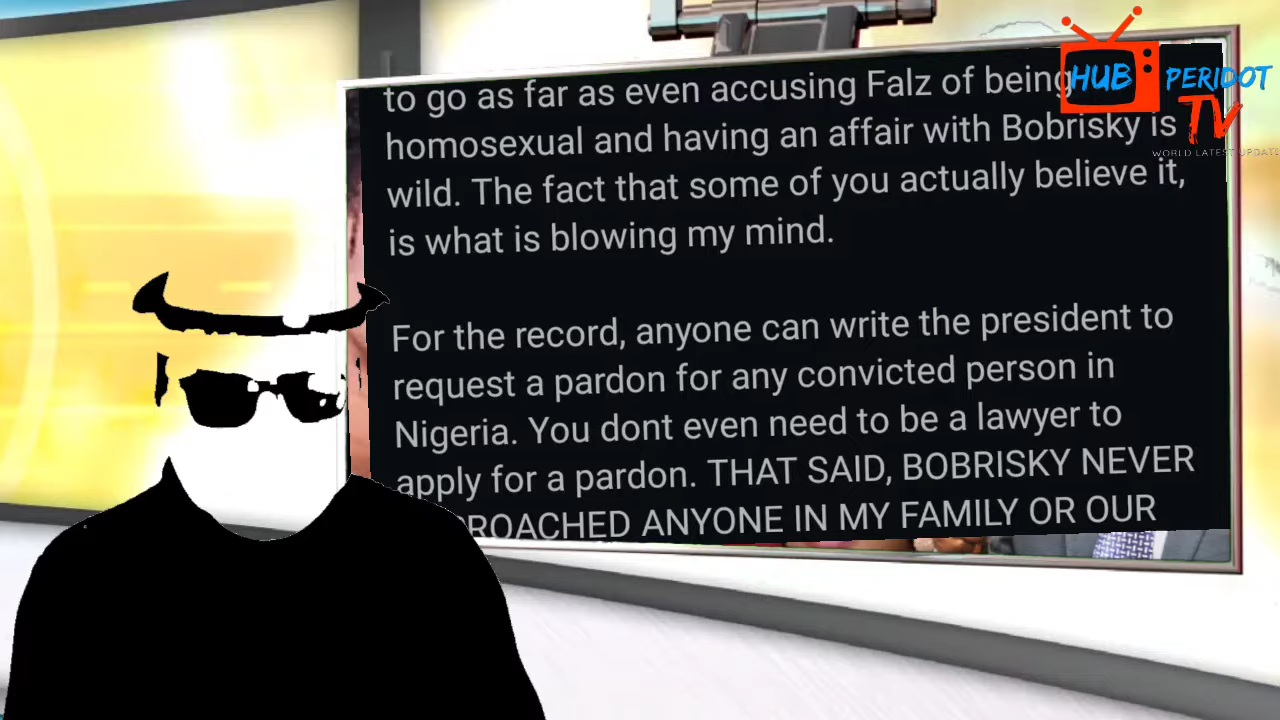 to go as far as even accusing Falz of being
homosexual and having an affair with Bobrisky is
wild. The fact that some of you actually believe it,
is what is blowing my mind.
For the record, anyone can write the president to
request a pardon for any convicted person in
Nigeria. You dont even need to be a lawyer to
apply for a pardon. THAT SAID, BOBRISKY NEVER
ROACHED ANYONE IN MY FAMILY OR OUR
HUB PERIDOT
TV
WORLD LATEST UPDATE